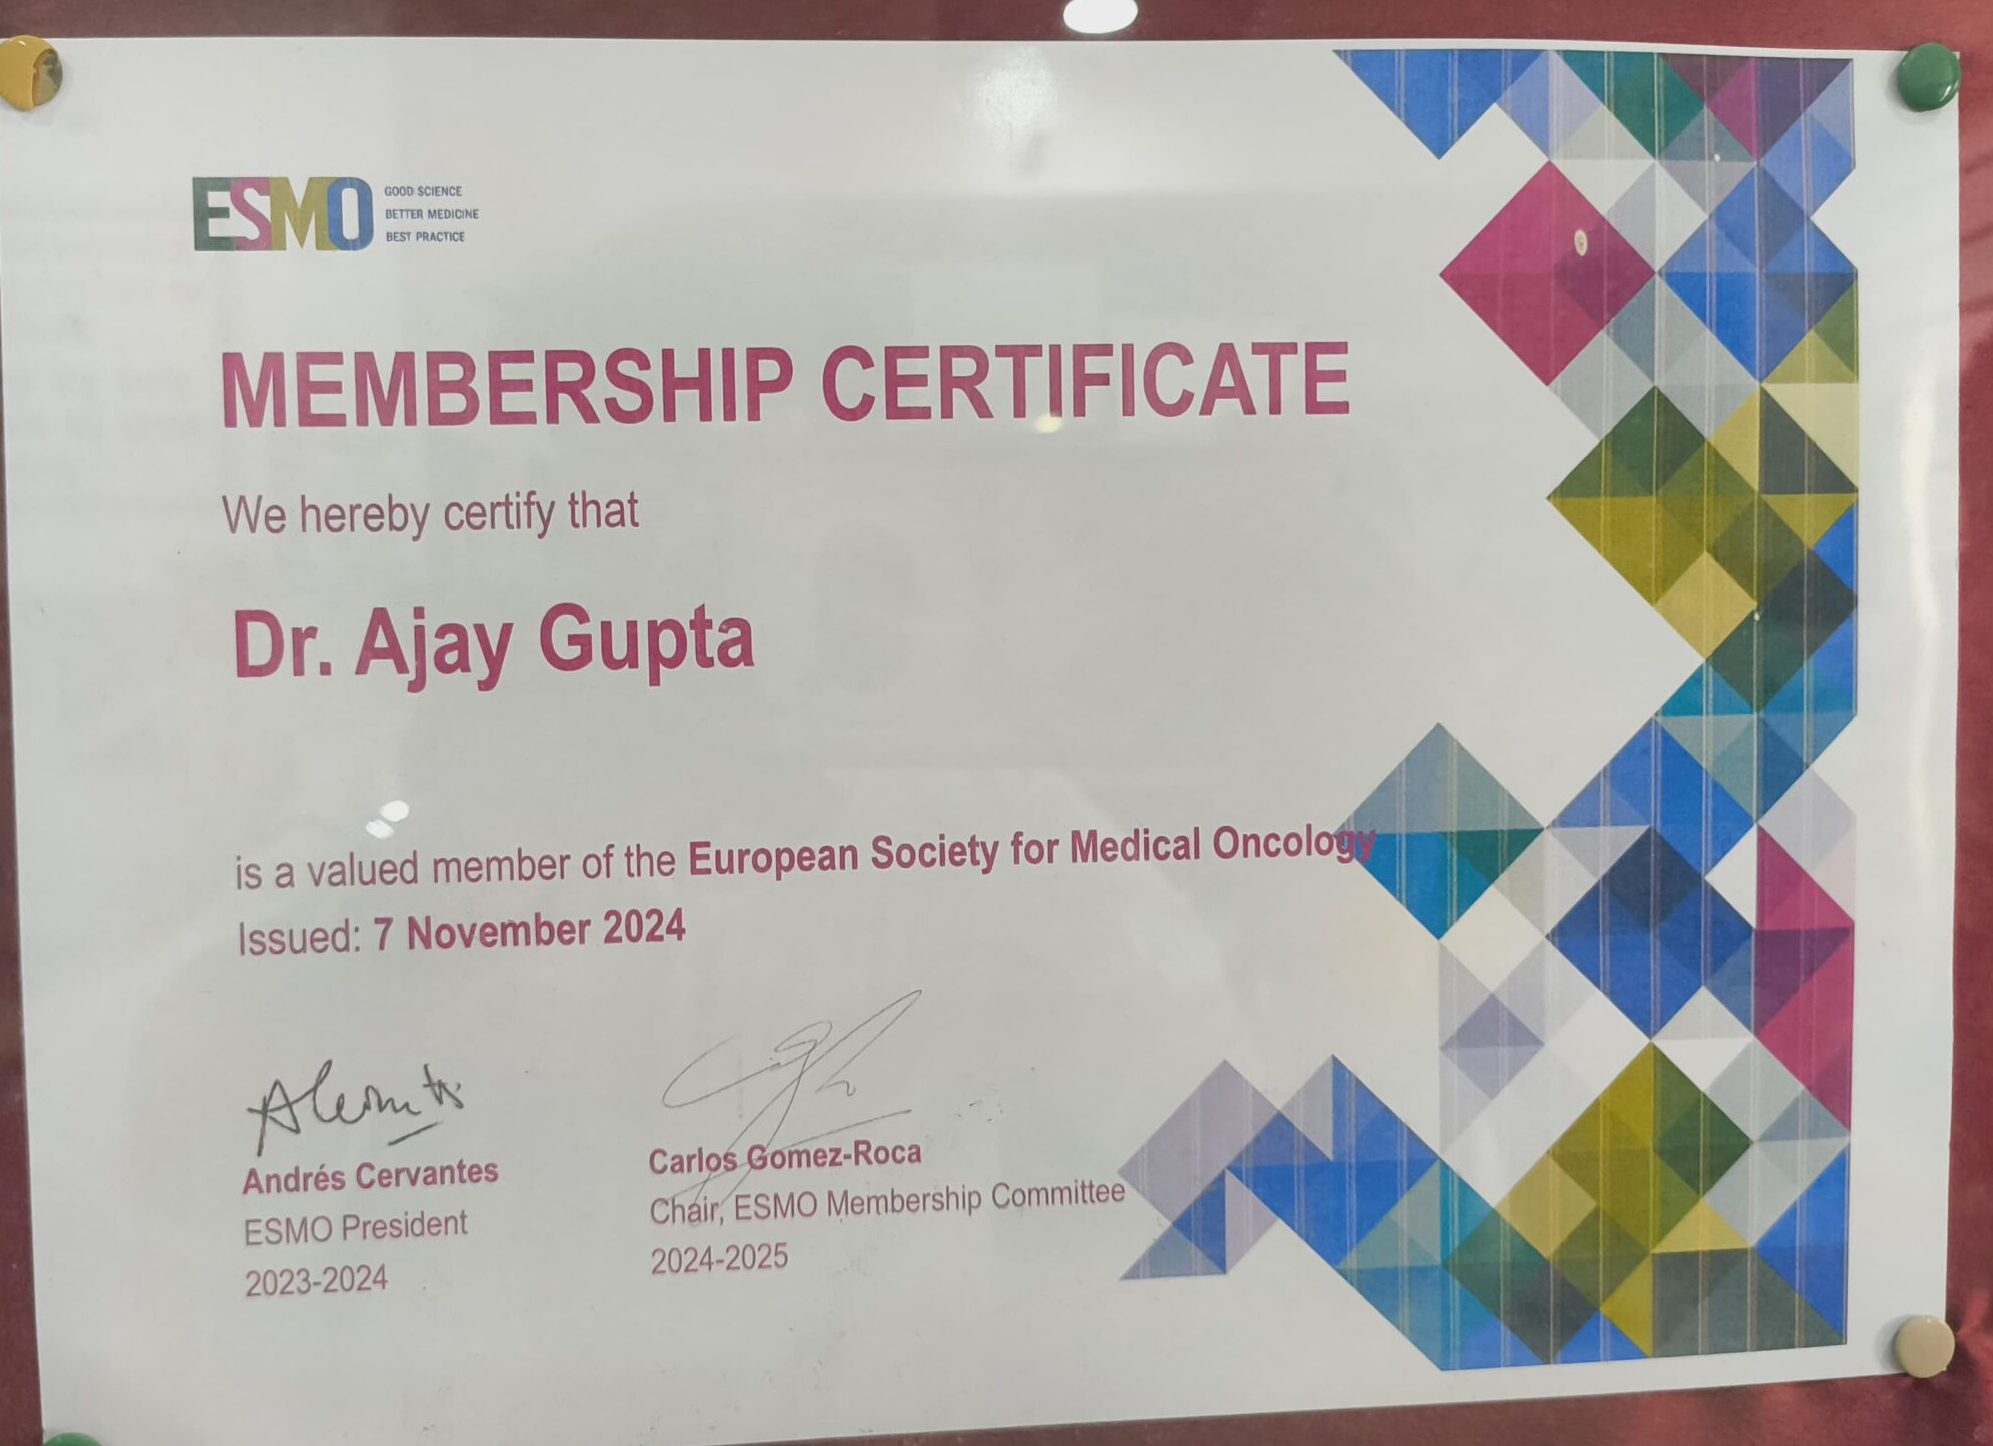 ESMO
GOOD SCIENCE
BETTER MEDICINE
BEST PRACTICE
MEMBERSHIP CERTIFICATE
We hereby certify that
Dr. Ajay Gupta
is a valued member of the European Society for Medical Oncology
Issued: 7 November 2024
Andrés Cervantes
ESMO President
2023-2024
Carlos Gomez-Roca
Chair, ESMO Membership Committee
2024-2025